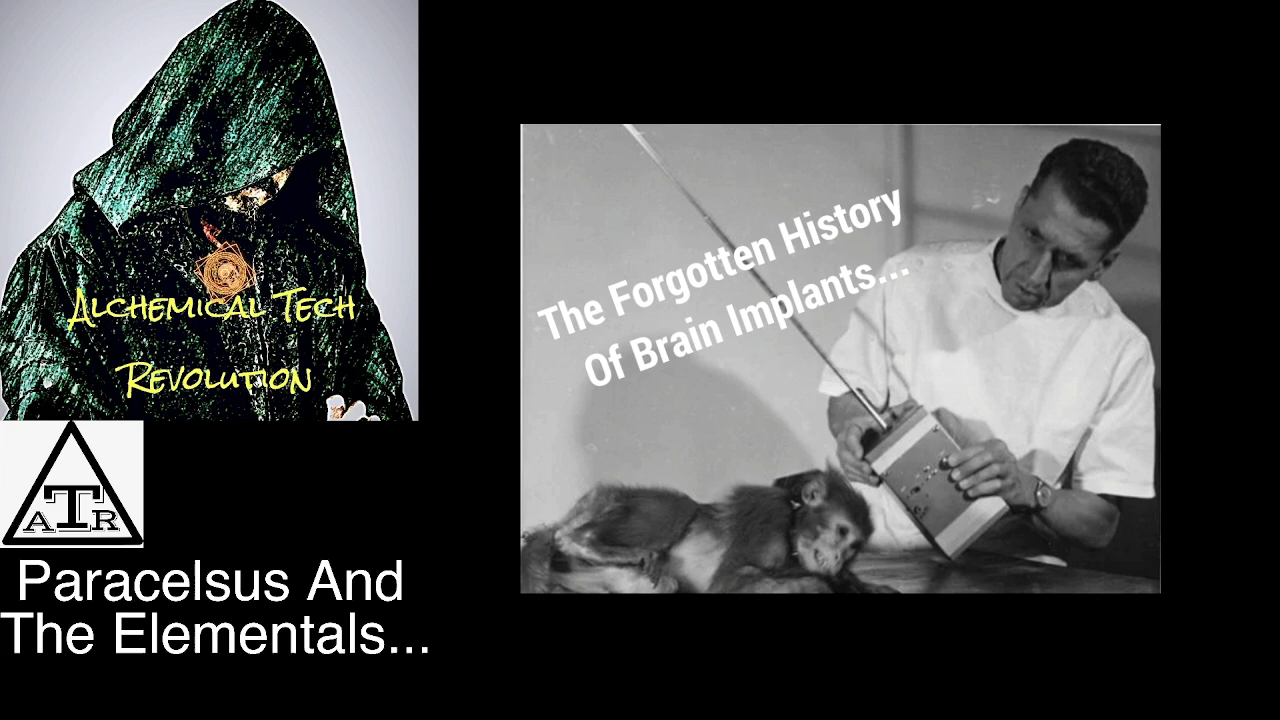 Alchemical Tech
Revolution
ATR
Paracelsus And
The Elementals...
The Forgotten History
Of Brain Implants...